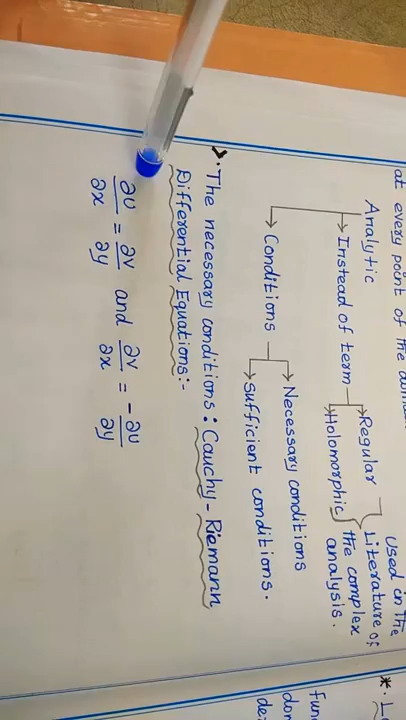 at every point of the
Analytic
Instead of term
Regular
Holomorphic
Used in the
Literature of
the complex
analysis.
Conditions
Necessary conditions
Sufficient conditions.
The necessary conditions: Cauchy-Riemann
Differential Equations:-
∂u/∂x = ∂v/∂y and ∂v/∂x = -∂u/∂y